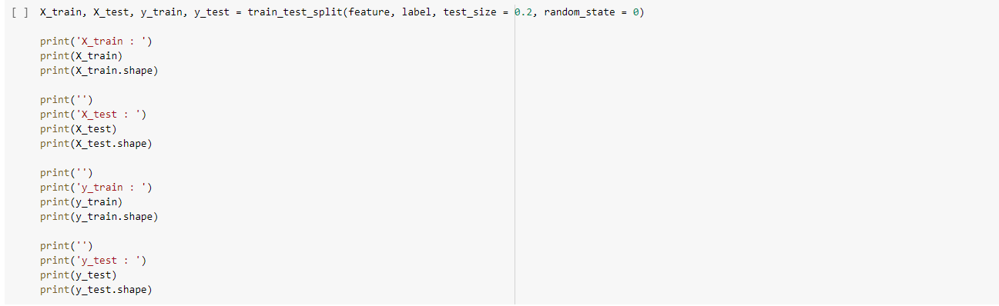 [ ] X_train, X_test, y_train, y_test = train_test_split(feature, label, test_size = 0.2, random_state = 0)
print('X_train : ')
print(X_train)
print(X_train.shape)
print('')
print('X_test : ')
print(X_test)
print(X_test.shape)
print('')
print('y_train : ')
print(y_train)
print(y_train.shape)
print('')
print('y_test : ')
print(y_test)
print(y_test.shape)